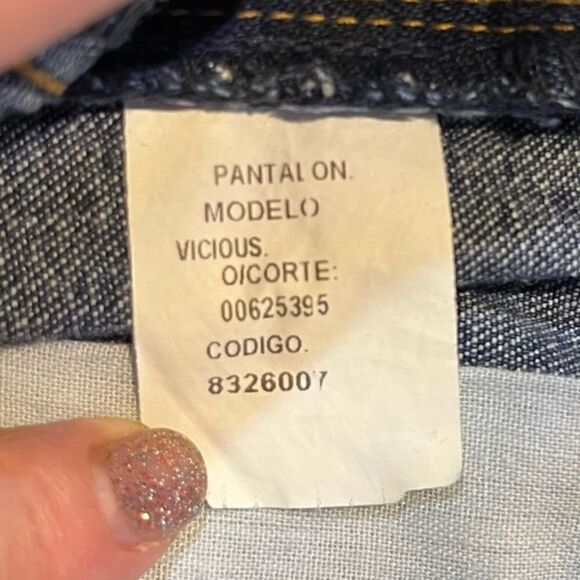 PANTALON.
MODELO
VICIOUS.
O/CORTE:
00625395
CODIGO.
8326007